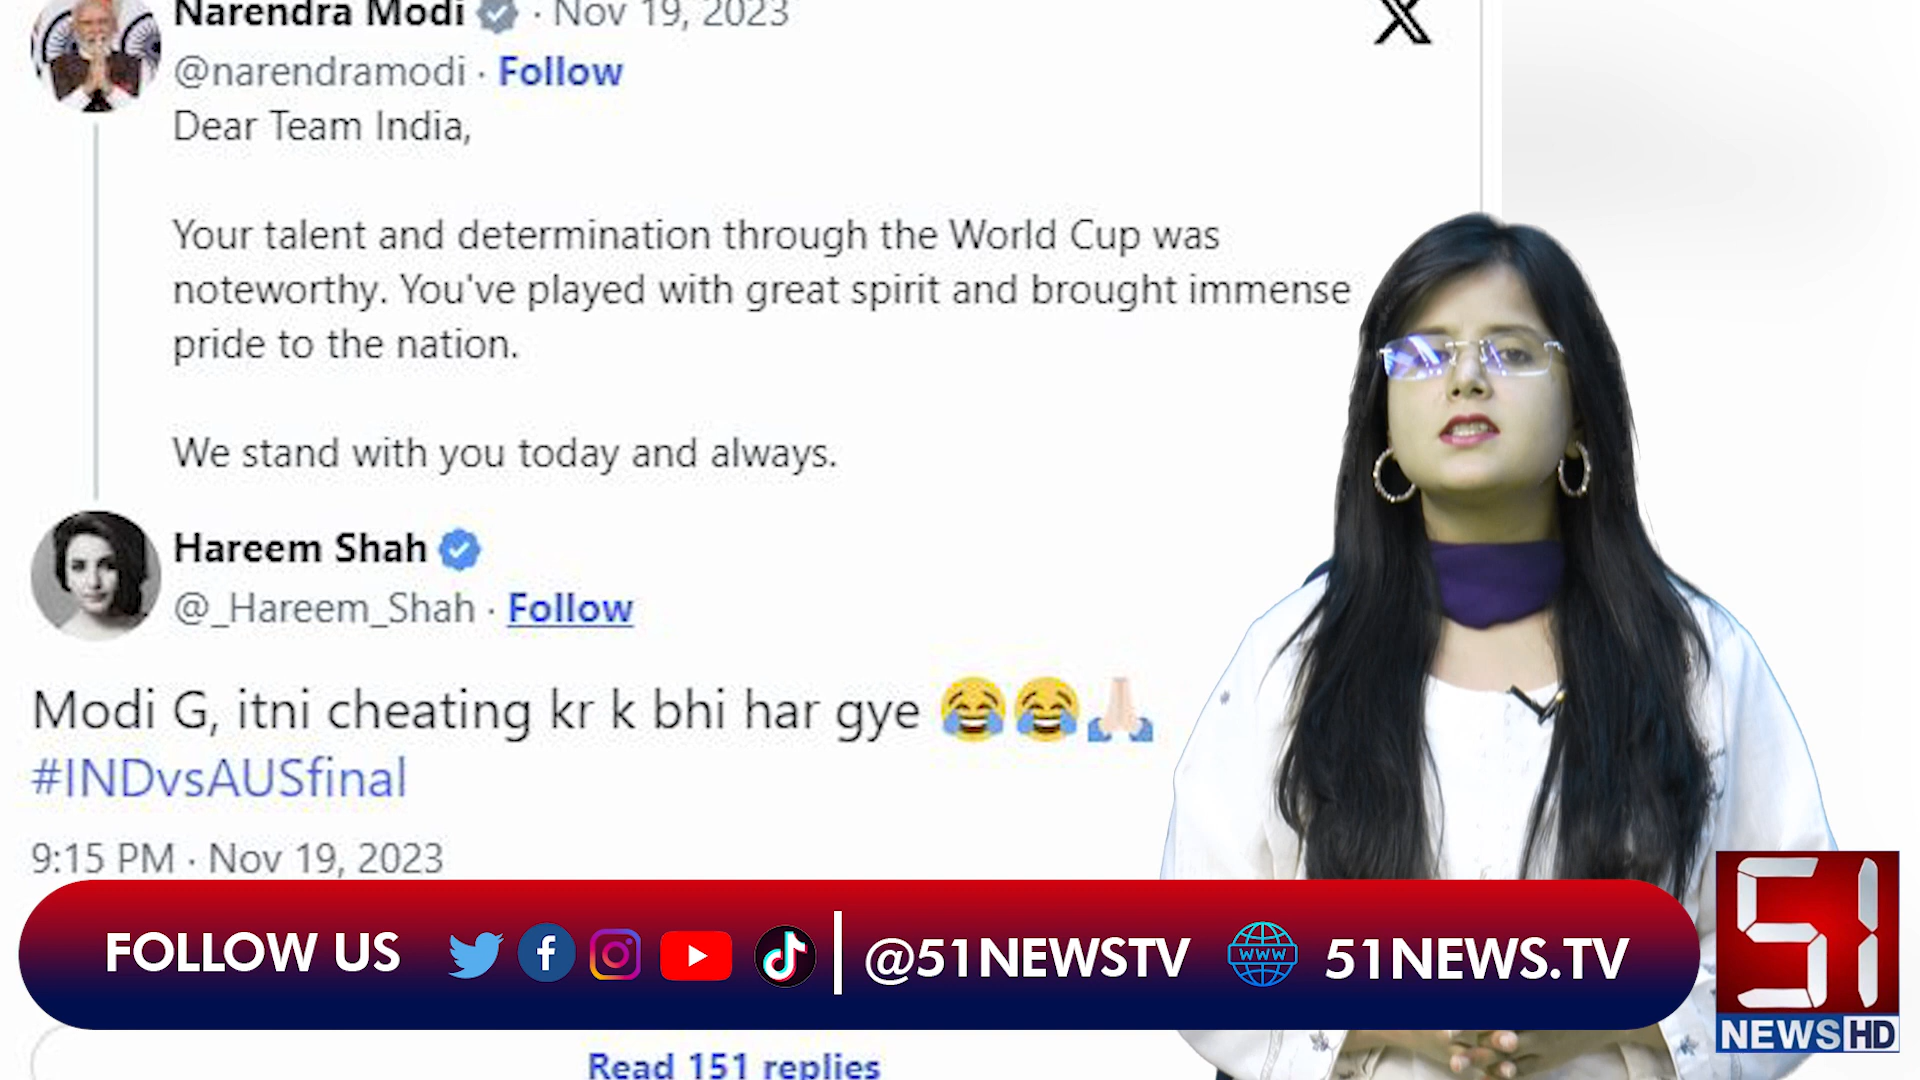 Narendra Modi · Nov 19, 2023
@narendramodi · Follow
Dear Team India,
Your talent and determination through the World Cup was
noteworthy. You've played with great spirit and brought immense
pride to the nation.
We stand with you today and always.
Hareem Shah
@_Hareem_Shah · Follow
Modi G, itni cheating kr k bhi har gye 😂😂🙏🏻
#INDvsAUSfinal
9:15 PM · Nov 19, 2023
FOLLOW US | @51NEWSTV WWW 51NEWS.TV
51
NEWS HD
Read 151 replies